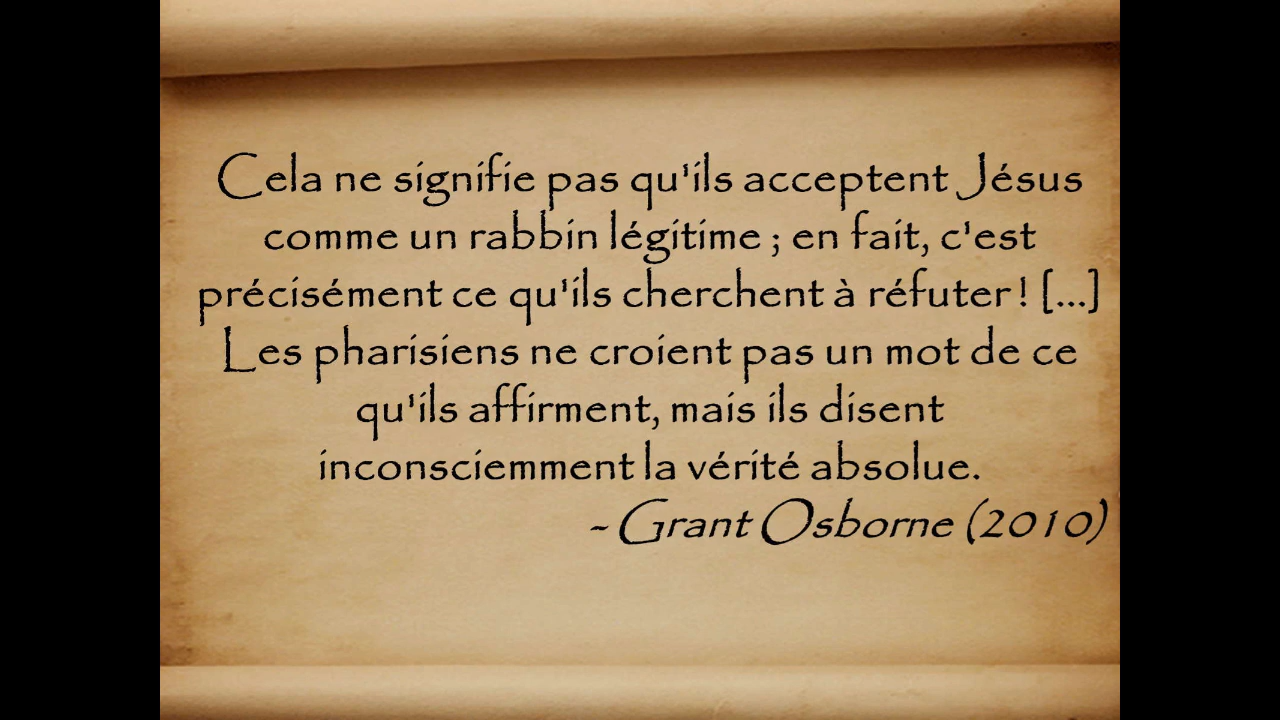 Cela ne signifie pas qu'ils acceptent Jésus
comme un rabbin légitime ; en fait, c'est
précisément ce qu'ils cherchent à réfuter ! [...]
Les pharisiens ne croient pas un mot de ce
qu'ils affirment, mais ils disent
inconsciemment la vérité absolue.
- Grant Osborne (2010)